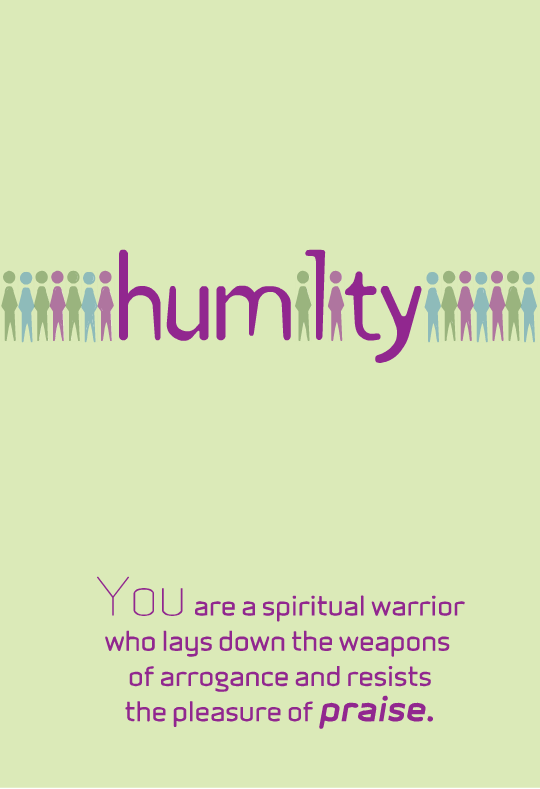 humility
You are a spiritual warrior
who lays down the weapons
of arrogance and resists
the pleasure of praise.